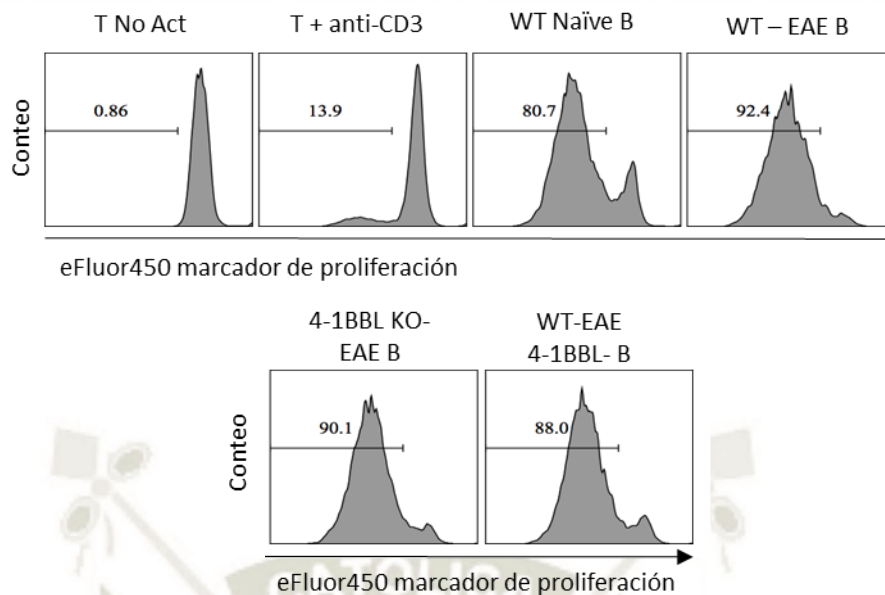 T No Act
T + anti-CD3
WT Naïve B
WT – EAE B
Conteo
0.86
13.9
80.7
92.4
eFluor450 marcador de proliferación
4-1BBL KO-
EAE B
WT-EAE
4-1BBL- B
Conteo
90.1
88.0
eFluor450 marcador de proliferación